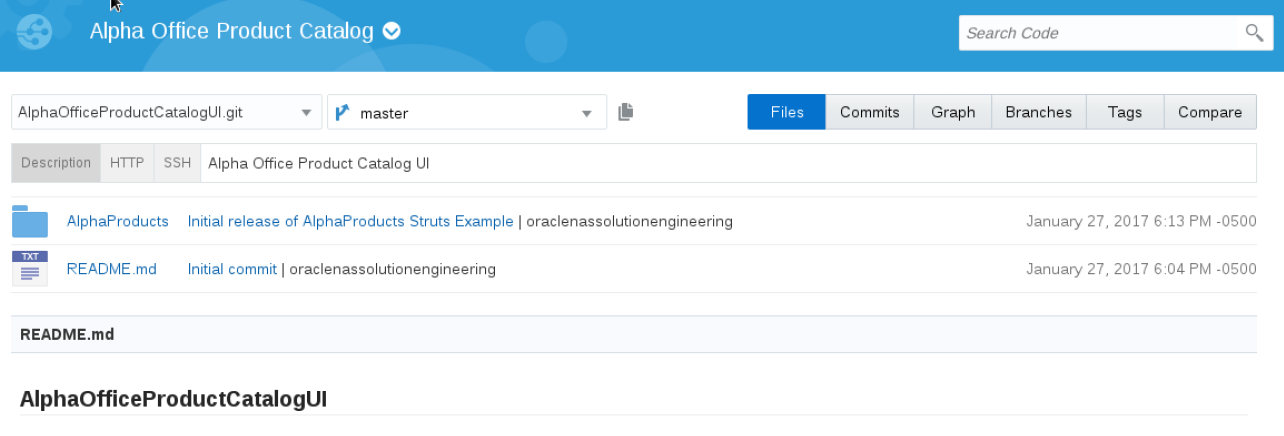 Alpha Office Product Catalog
Search Code
AlphaOfficeProductCatalogUI.git master Files Commits Graph Branches Tags Compare
Description HTTP SSH Alpha Office Product Catalog UI
AlphaProducts Initial release of AlphaProducts Struts Example | oraclenassolutionengineering January 27, 2017 6:13 PM -0500
TXT
README.md Initial commit | oraclenassolutionengineering January 27, 2017 6:04 PM -0500
README.md
AlphaOfficeProductCatalogUI